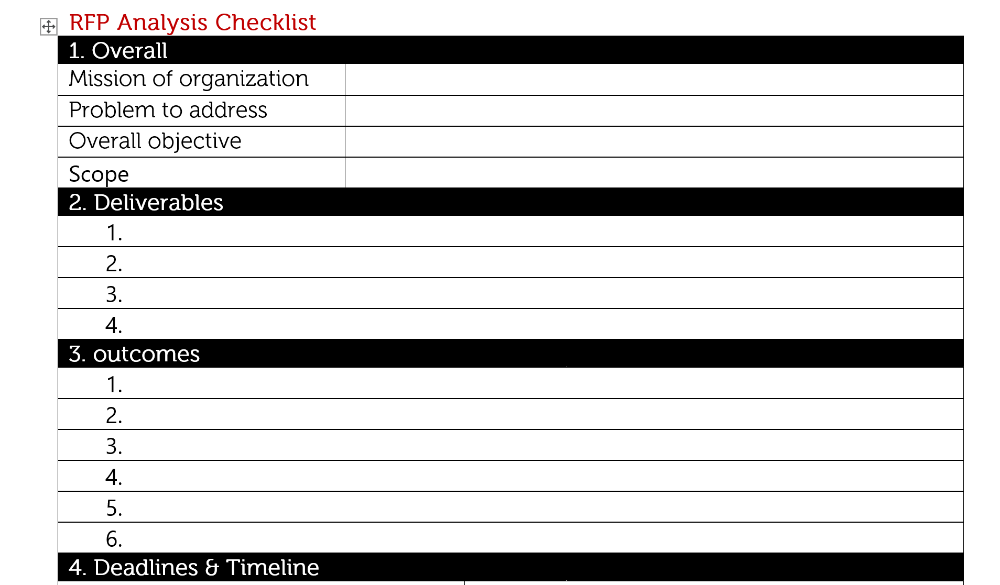 RFP Analysis Checklist
1. Overall
Mission of organization
Problem to address
Overall objective
Scope
2. Deliverables
1.
2.
3.
4.
3. outcomes
1.
2.
3.
4.
5.
6.
4. Deadlines & Timeline